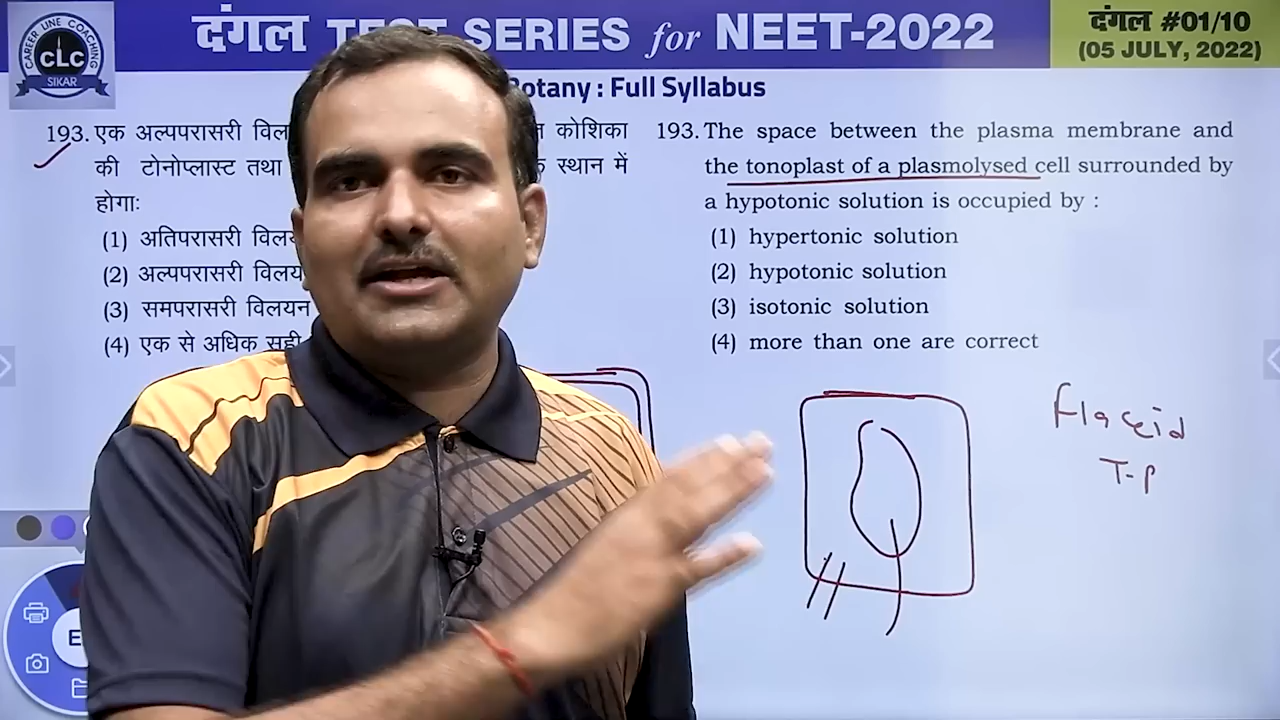 दंगल TEST SERIES for NEET-2022
दंगल #01/10
(05 JULY, 2022)
CAREER LINE COACHING
CLC
SIKAR
Botany : Full Syllabus
193. एक अल्पपरासरी कोशिका
की टोनोप्लास्ट तथा स्थान में
होगाः
(1) अतिपरासरी
(2) अल्पपरासरी
(3) समपरासरी विलयन
(4) एक से अधिक सही
193. The space between the plasma membrane and
the tonoplast of a plasmolysed cell surrounded by
a hypotonic solution is occupied by :
(1) hypertonic solution
(2) hypotonic solution
(3) isotonic solution
(4) more than one are correct
T-P
E